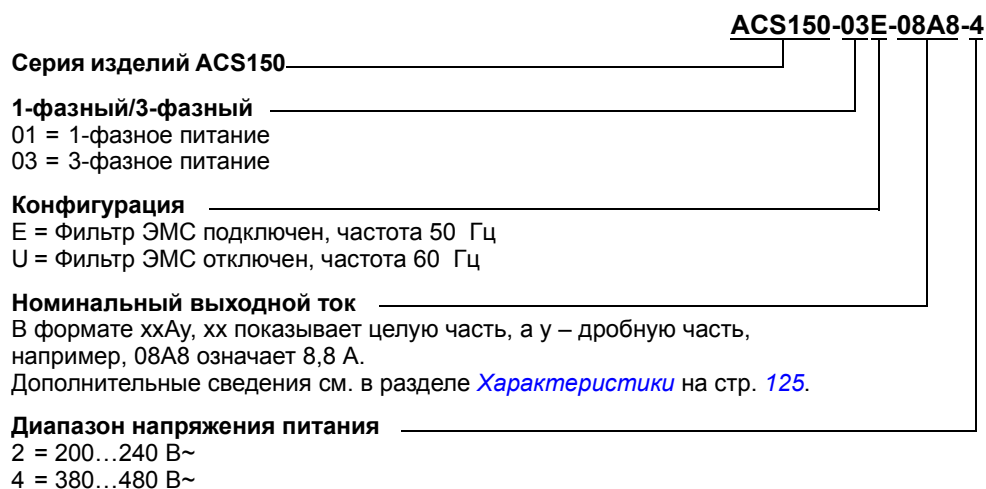 ACS150-03E-08A8-4
Серия изделий ACS150
1-фазный/3-фазный
01 = 1-фазное питание
03 = 3-фазное питание
Конфигурация
E = Фильтр ЭМС подключен, частота 50 Гц
U = Фильтр ЭМС отключен, частота 60 Гц
Номинальный выходной ток
В формате xxAy, xx показывает целую часть, а y – дробную часть,
например, 08A8 означает 8,8 А.
Дополнительные сведения см. в разделе Характеристики на стр. 125.
Диапазон напряжения питания
2 = 200…240 В~
4 = 380…480 В~